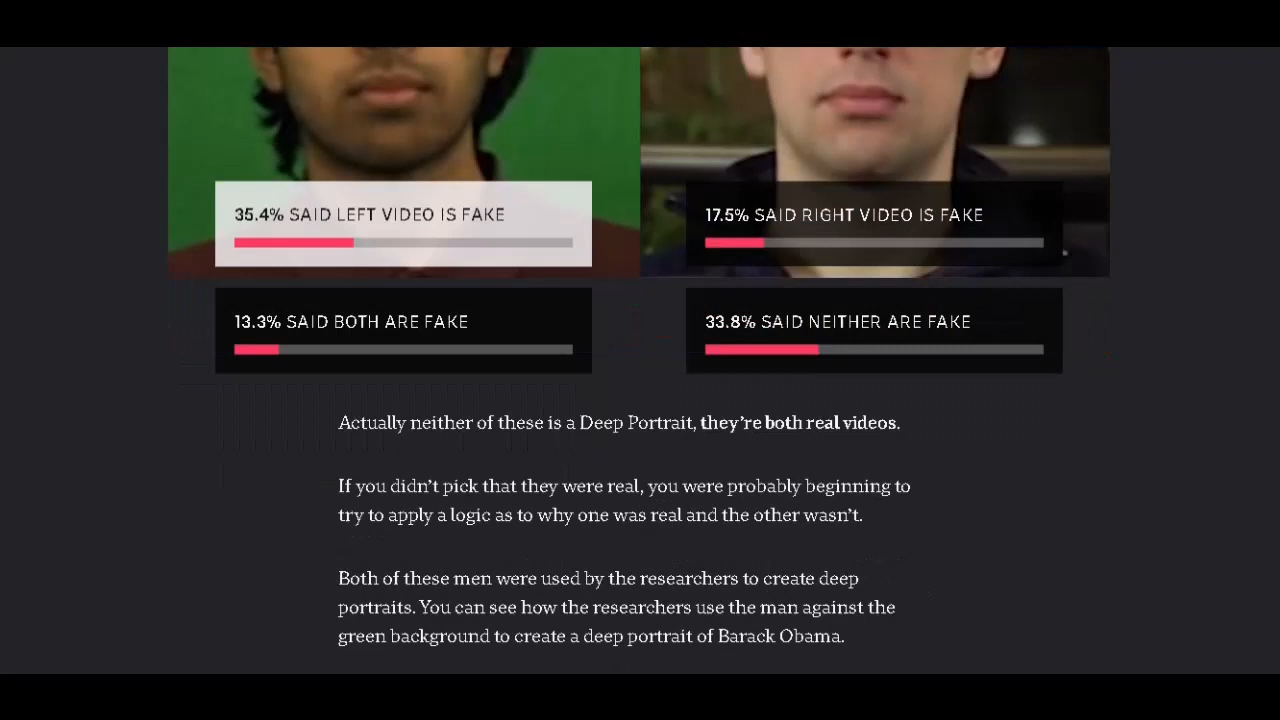 35.4% SAID LEFT VIDEO IS FAKE
17.5% SAID RIGHT VIDEO IS FAKE
13.3% SAID BOTH ARE FAKE
33.8% SAID NEITHER ARE FAKE
Actually neither of these is a Deep Portrait, they're both real videos.
If you didn't pick that they were real, you were probably beginning to
try to apply a logic as to why one was real and the other wasn't.
Both of these men were used by the researchers to create deep
portraits. You can see how the researchers use the man against the
green background to create a deep portrait of Barack Obama.